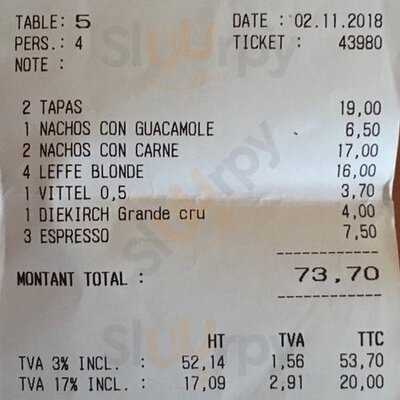 TABLE: 5 DATE : 02.11.2018
PERS.: 4 TICKET : 43980
NOTE :
2 TAPAS 19,00
1 NACHOS CON GUACAMOLE 6,50
2 NACHOS CON CARNE 17,00
4 LEFFE BLONDE 16,00
1 VITTEL 0,5 3,70
1 DIEKIRCH Grande cru 4,00
3 ESPRESSO 7,50
------------
MONTANT TOTAL : 73,70
------------
HT TVA TTC
TVA 3% INCL. : 52,14 1,56 53,70
TVA 17% INCL. : 17,09 2,91 20,00
Slurrpy
Slurrpy
Slurrpy